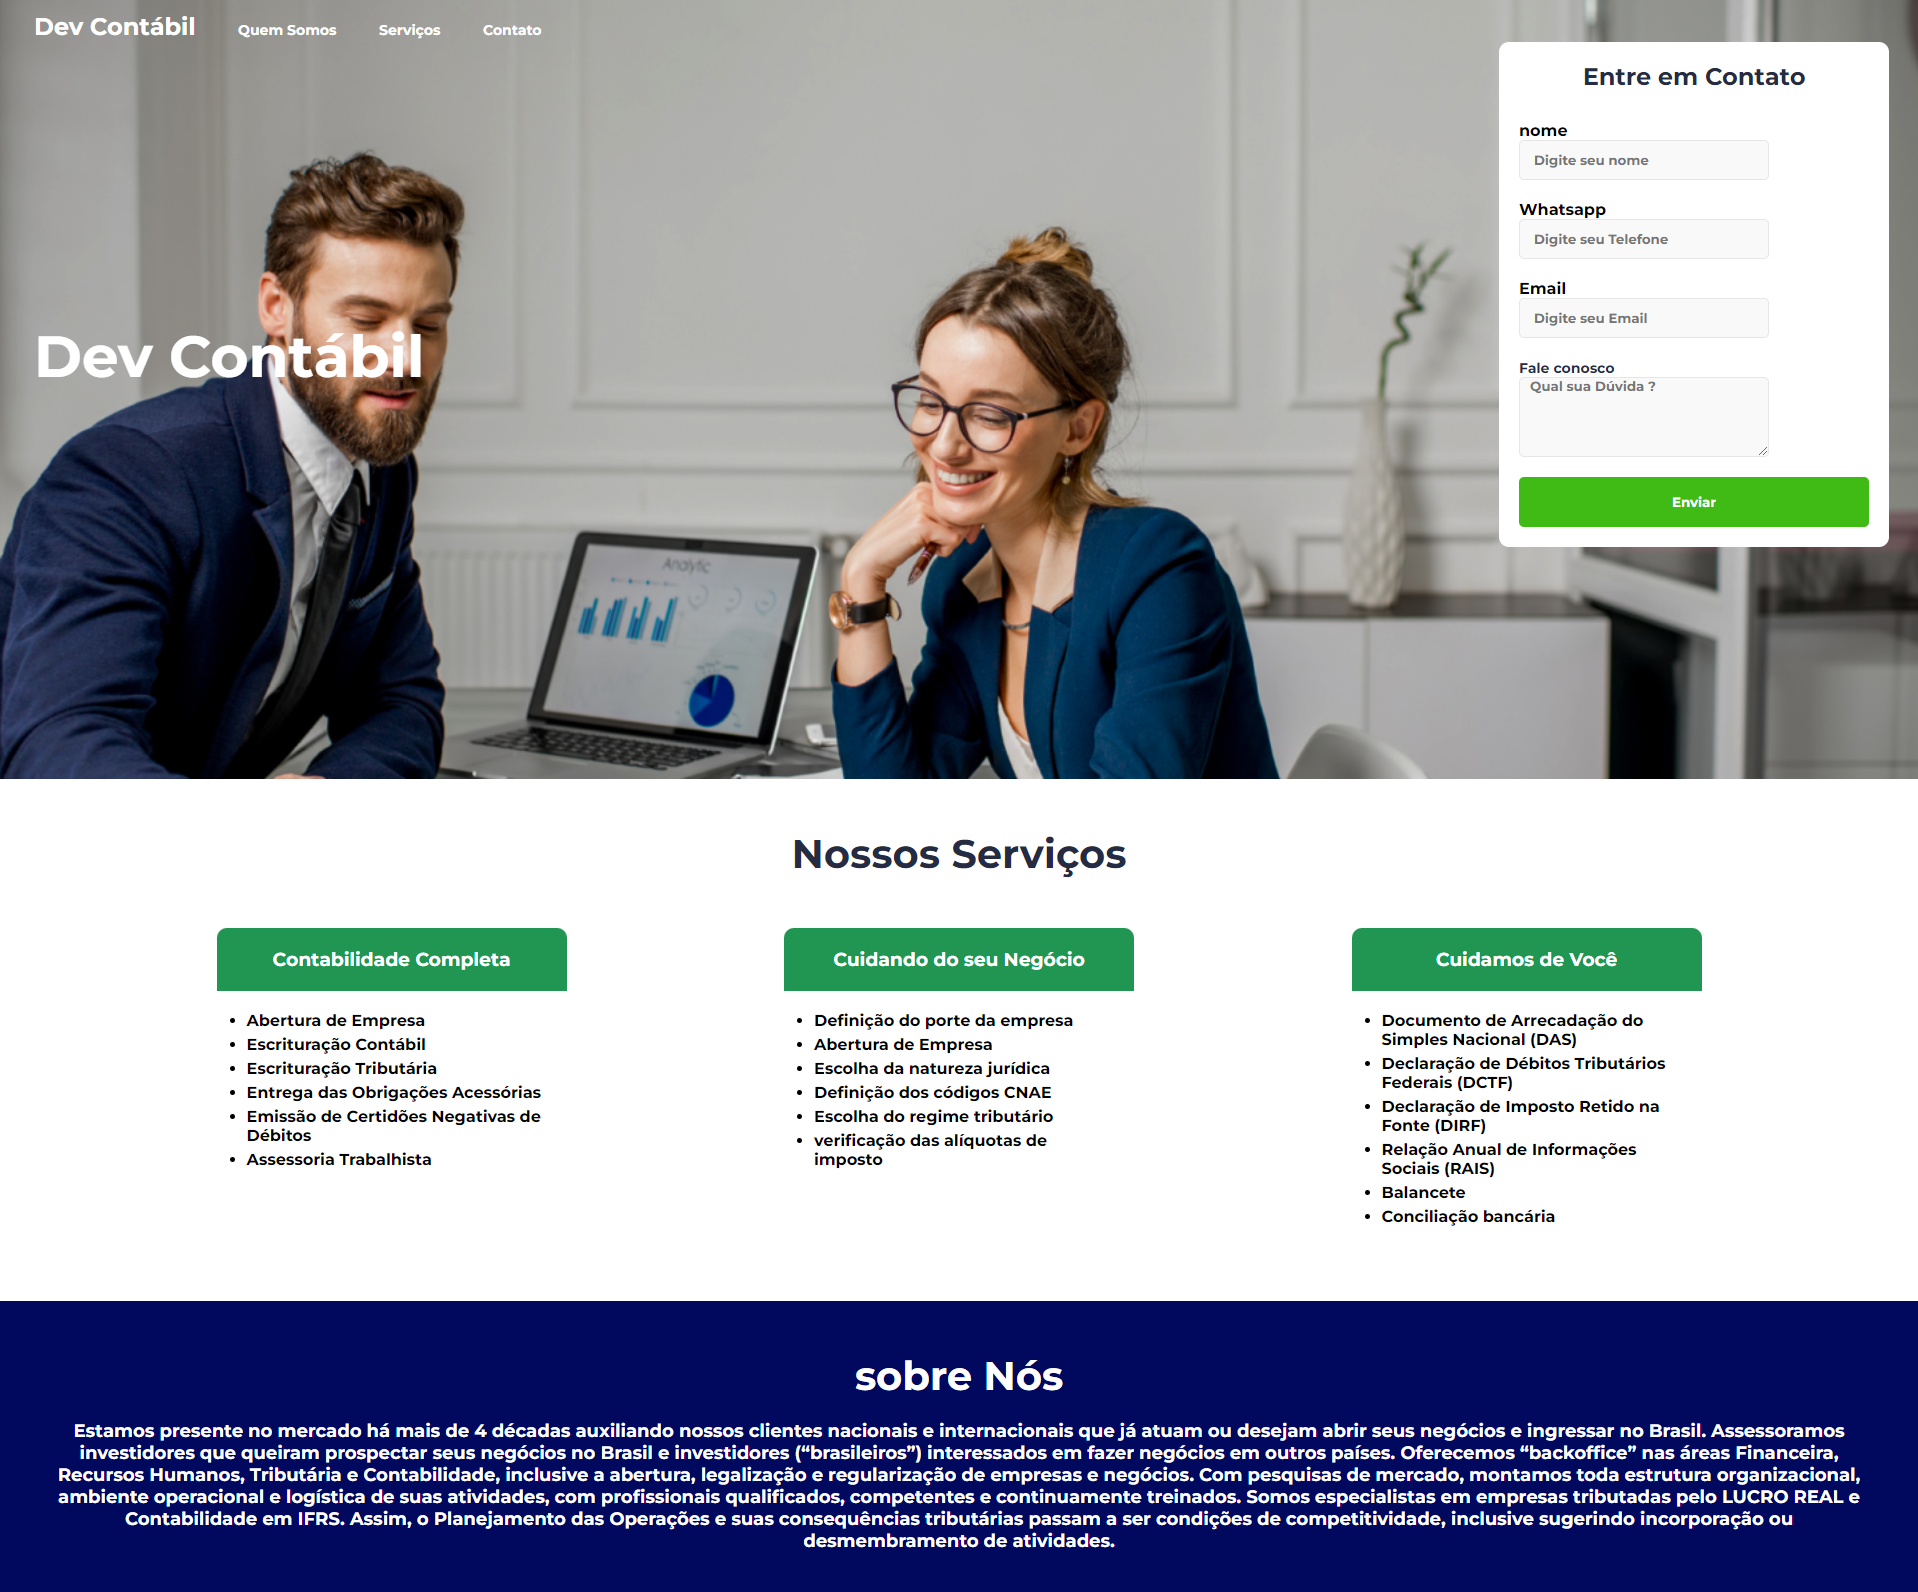 Dev Contábil
Quem Somos
Serviços
Contato
Entre em Contato
nome
Digite seu nome
Whatsapp
Digite seu Telefone
Email
Digite seu Email
Fale conosco
Qual sua Dúvida ?
Enviar
Dev Contábil
Analytic
Nossos Serviços
Contabilidade Completa
Abertura de Empresa
Escrituração Contábil
Escrituração Tributária
Entrega das Obrigações Acessórias
Emissão de Certidões Negativas de
Débitos
Assessoria Trabalhista
Cuidando do seu Negócio
Definição do porte da empresa
Abertura de Empresa
Escolha da natureza jurídica
Definição dos códigos CNAE
Escolha do regime tributário
verificação das alíquotas de
imposto
Cuidamos de Você
Documento de Arrecadação do
Simples Nacional (DAS)
Declaração de Débitos Tributários
Federais (DCTF)
Declaração de Imposto Retido na
Fonte (DIRF)
Relação Anual de Informações
Sociais (RAIS)
Balancete
Conciliação bancária
sobre Nós
Estamos presente no mercado há mais de 4 décadas auxiliando nossos clientes nacionais e internacionais que já atuam ou desejam abrir seus negócios e ingressar no Brasil. Assessoramos
investidores que queiram prospectar seus negócios no Brasil e investidores (“brasileiros”) interessados em fazer negócios em outros países. Oferecemos “backoffice” nas áreas Financeira,
Recursos Humanos, Tributária e Contabilidade, inclusive a abertura, legalização e regularização de empresas e negócios. Com pesquisas de mercado, montamos toda estrutura organizacional,
ambiente operacional e logística de suas atividades, com profissionais qualificados, competentes e continuamente treinados. Somos especialistas em empresas tributadas pelo LUCRO REAL e
Contabilidade em IFRS. Assim, o Planejamento das Operações e suas consequências tributárias passam a ser condições de competitividade, inclusive sugerindo incorporação ou
desmembramento de atividades.